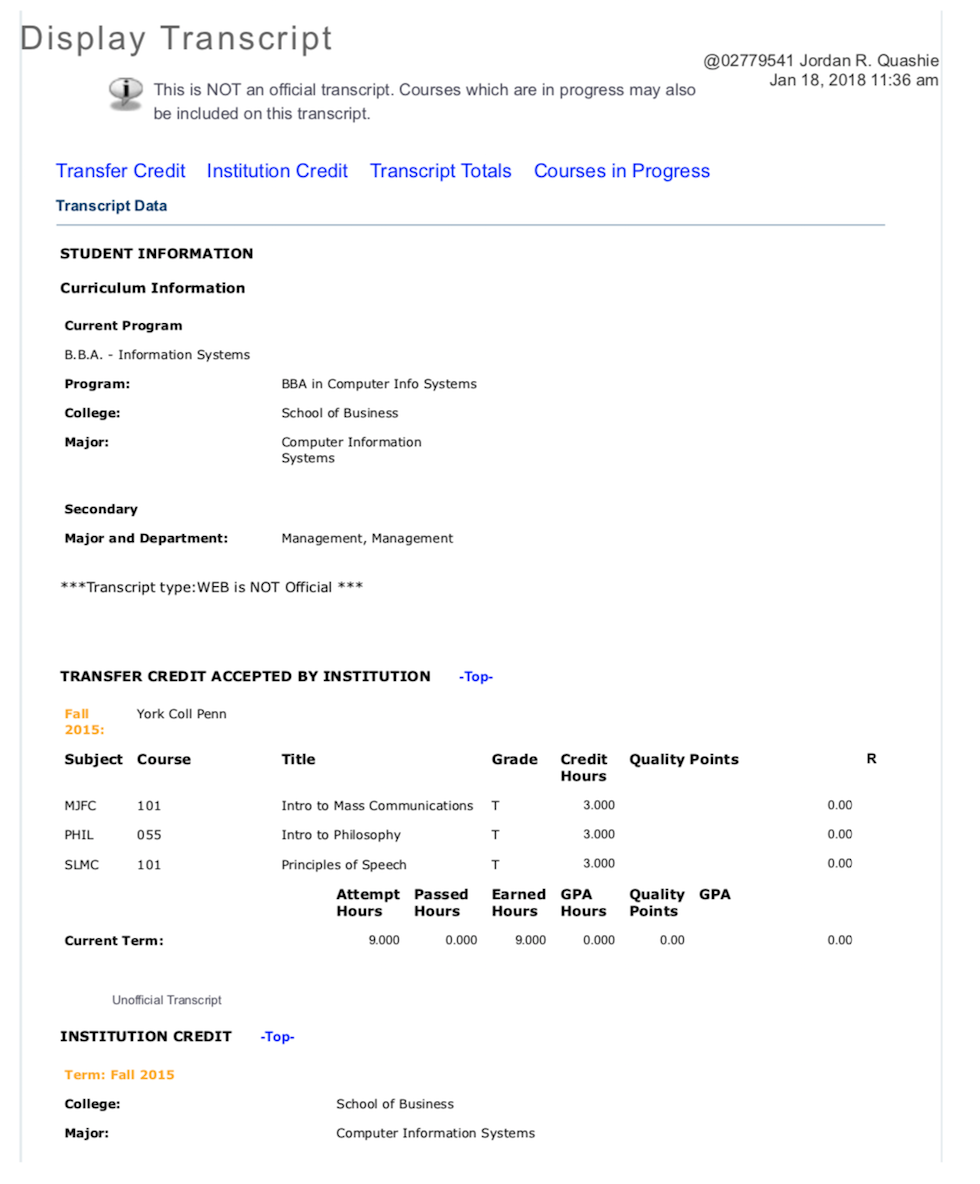 Display Transcript
@02779541 Jordan R. Quashie
Jan 18, 2018 11:36 am
This is NOT an official transcript. Courses which are in progress may also
be included on this transcript.
Transfer Credit Institution Credit Transcript Totals Courses in Progress
Transcript Data
STUDENT INFORMATION
Curriculum Information
Current Program
B.B.A. - Information Systems
Program: BBA in Computer Info Systems
College: School of Business
Major: Computer Information
Systems
Secondary
Major and Department: Management, Management
***Transcript type:WEB is NOT Official ***
TRANSFER CREDIT ACCEPTED BY INSTITUTION -Top-
Fall York Coll Penn
2015:
Subject Course Title Grade Credit Quality Points R
Hours
MJFC 101 Intro to Mass Communications T 3.000 0.00
PHIL 055 Intro to Philosophy T 3.000 0.00
SLMC 101 Principles of Speech T 3.000 0.00
Attempt Passed Earned GPA Quality GPA
Hours Hours Hours Hours Points
Current Term: 9.000 0.000 9.000 0.000 0.00 0.00
Unofficial Transcript
INSTITUTION CREDIT -Top-
Term: Fall 2015
College: School of Business
Major: Computer Information Systems